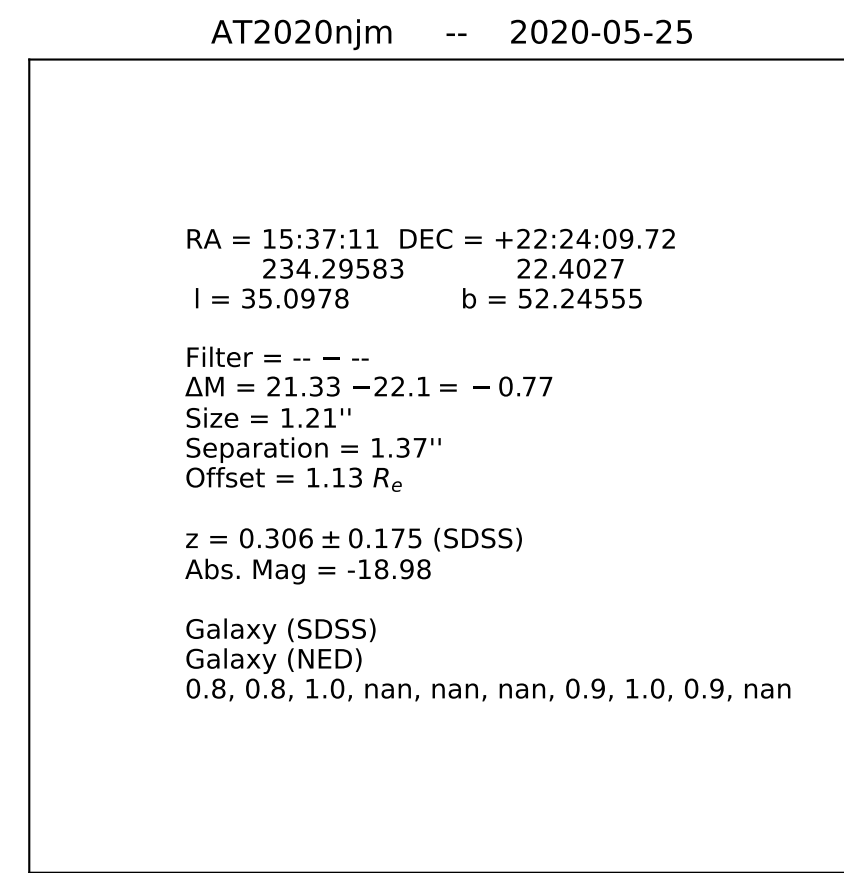 AT2020njm -- 2020-05-25
RA = 15:37:11 DEC = +22:24:09.72
234.29583 22.4027
l = 35.0978 b = 52.24555
Filter = -- − --
ΔM = 21.33 −22.1 = −0.77
Size = 1.21''
Separation = 1.37''
Offset = 1.13 Rₑ
z = 0.306 ± 0.175 (SDSS)
Abs. Mag = -18.98
Galaxy (SDSS)
Galaxy (NED)
0.8, 0.8, 1.0, nan, nan, nan, 0.9, 1.0, 0.9, nan